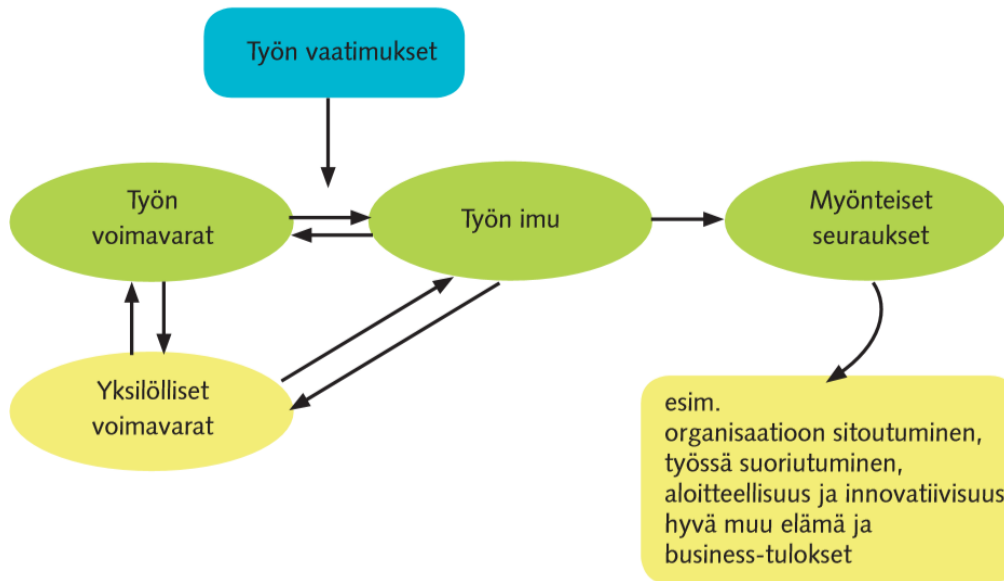 Työn vaatimukset
Työn
voimavarat
Työn imu
Myönteiset
seuraukset
Yksilölliset
voimavarat
esim.
organisaatioon sitoutuminen,
työssä suoriutuminen,
aloitteellisuus ja innovatiivisuus
hyvä muu elämä ja
business-tulokset